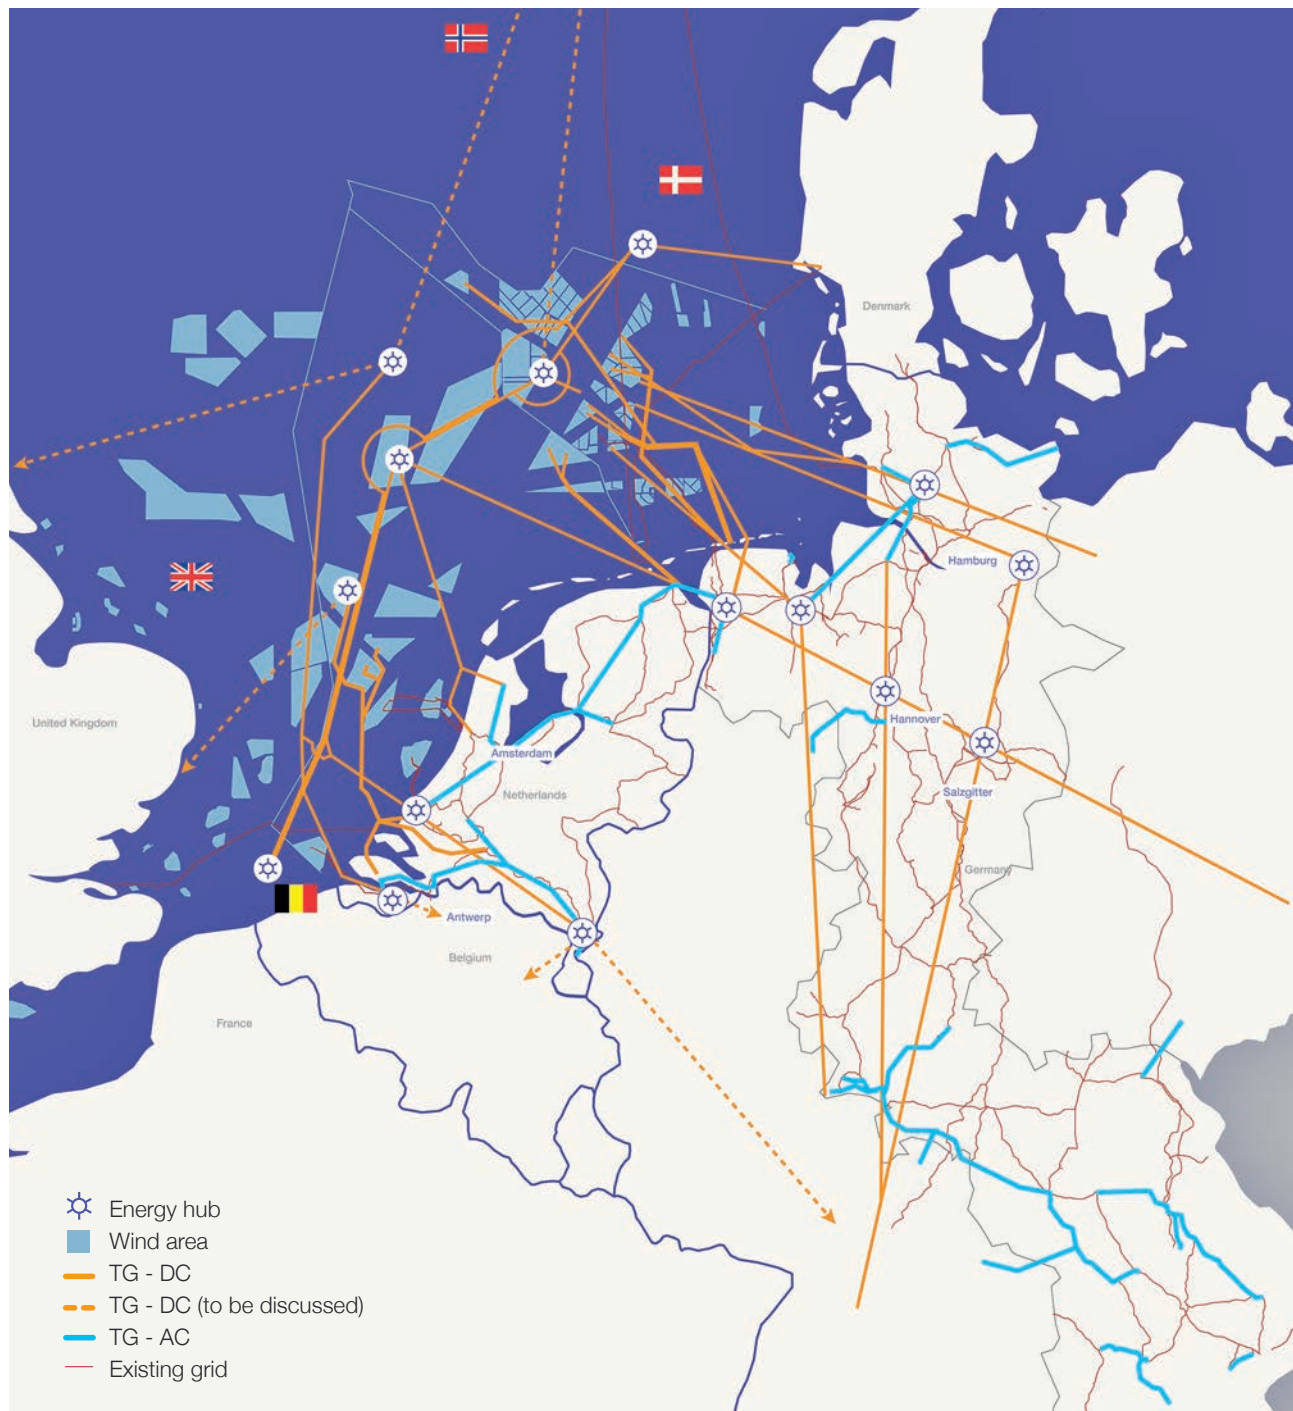 Denmark
Hamburg
United Kingdom
Hannover
Amsterdam
Netherlands
Salzgitter
Germany
Antwerp
Belgium
France
Energy hub
Wind area
TG - DC
TG - DC (to be discussed)
TG - AC
Existing grid